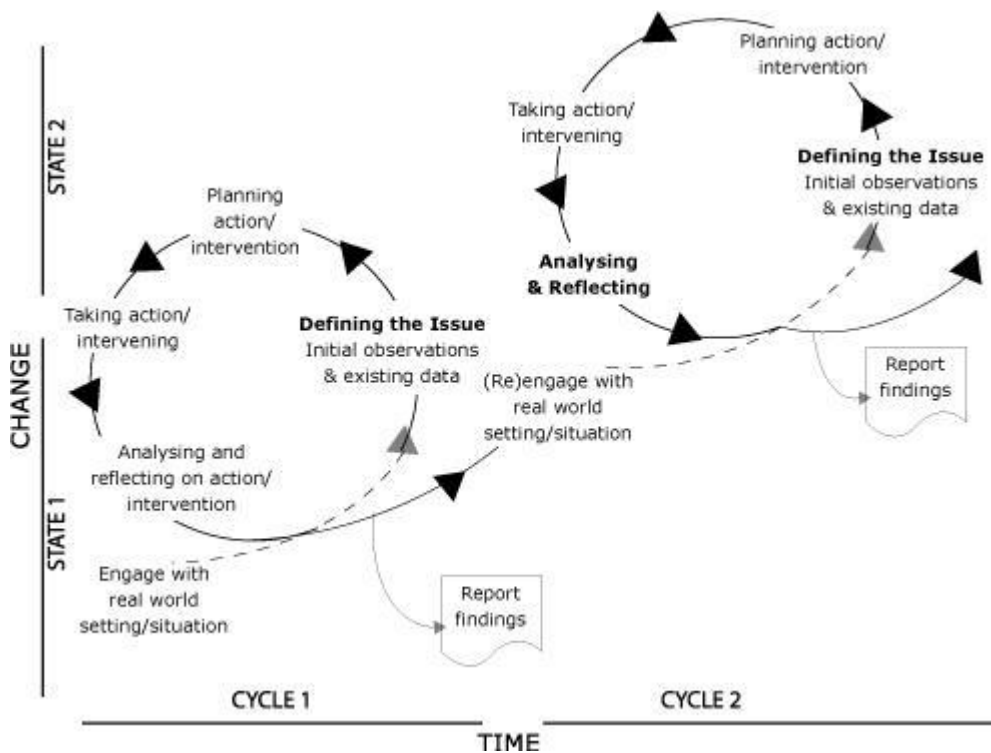 Planning action/
intervention
Taking action/
intervening
Defining the Issue
Initial observations
& existing data
Analysing
& Reflecting
Report
findings
STATE 2
Planning
action/
intervention
Taking action/
intervening
Defining the Issue
Initial observations
& existing data
(Re)engage with
real world
setting/situation
Analysing and
reflecting on action/
intervention
CHANGE
STATE 1
Engage with
real world
setting/situation
Report
findings
CYCLE 1
CYCLE 2
TIME